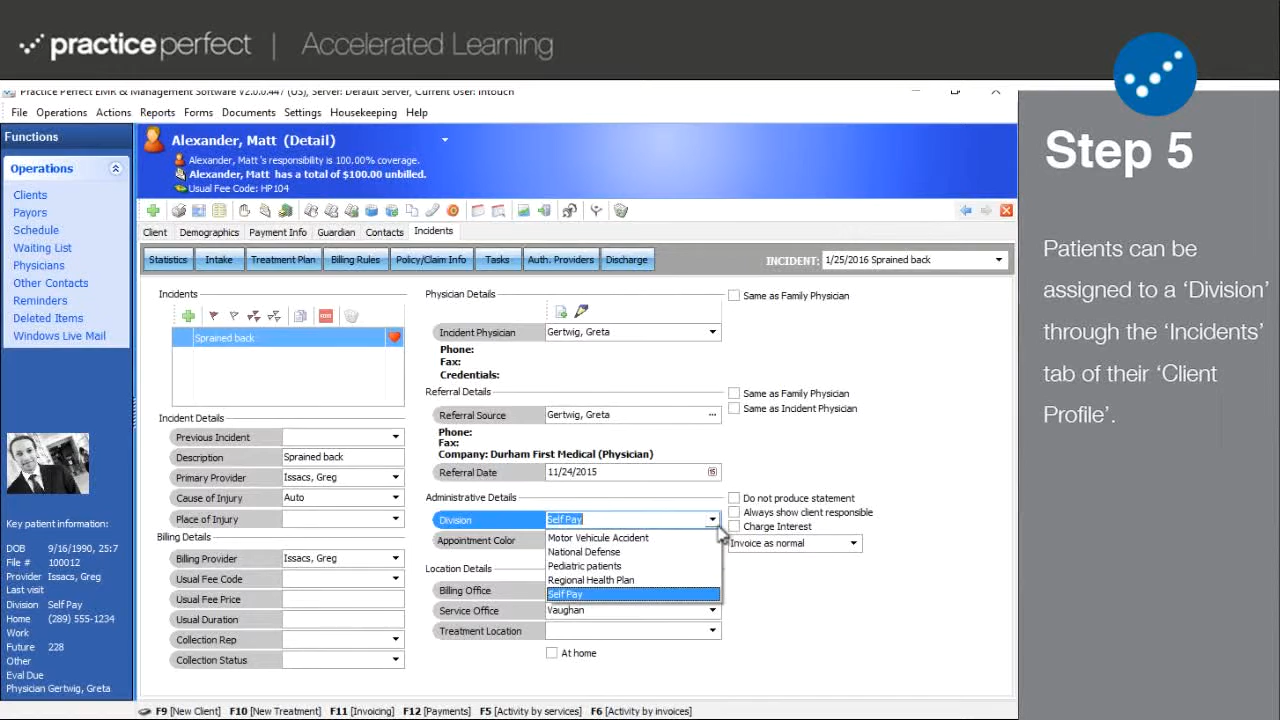 practice perfect | Accelerated Learning
Practice Perfect EMR & Management Software V2.0.0.447 (US), Server: Default Server, Current User: Intouch
File Operations Actions Reports Forms Documents Settings Housekeeping Help
Functions
Operations
Clients
Payors
Schedule
Waiting List
Physicians
Other Contacts
Reminders
Deleted Items
Windows Live Mail
Key patient information:
DOB 9/16/1990, 25:7
File # 100012
Provider Issacs, Greg
Last visit
Division Self Pay
Home (289) 555-1234
Work
Future 228
Other
Eval Due
Physician Gertwig, Greta
Alexander, Matt (Detail)
Alexander, Matt 's responsibility is 100.00% coverage.
Alexander, Matt has a total of $100.00 unbilled.
Usual Fee Code: HP104
Client Demographics Payment Info Guardian Contacts Incidents
Statistics Intake Treatment Plan Billing Rules Policy/Claim Info Tasks Auth. Providers Discharge INCIDENT: 1/25/2016 Sprained back
Incidents
Sprained back
Incident Details
Previous Incident
Description Sprained back
Primary Provider Issacs, Greg
Cause of Injury Auto
Place of Injury
Billing Details
Billing Provider Issacs, Greg
Usual Fee Code
Usual Fee Price
Usual Duration
Collection Rep
Collection Status
Physician Details
Same as Family Physician
Incident Physician Gertwig, Greta
Phone:
Fax:
Credentials:
Referral Details
Same as Family Physician
Same as Incident Physician
Referral Source Gertwig, Greta ...
Phone:
Fax:
Company: Durham First Medical (Physician)
Referral Date 11/24/2015
Administrative Details
Do not produce statement
Always show client responsible
Charge Interest
Invoice as normal
Division Self Pay
Motor Vehicule Accident
National Defense
Pediatric patients
Regional Health Plan
Self Pay
Appointment Color
Location Details
Billing Office
Service Office Vaughan
Treatment Location
At home
F9 [New Client] F10 [New Treatment] F11 [Invoicing] F12 [Payments] F5 [Activity by services] F6 [Activity by invoices]
Step 5
Patients can be
assigned to a ‘Division’
through the ‘Incidents’
tab of their ‘Client
Profile’.